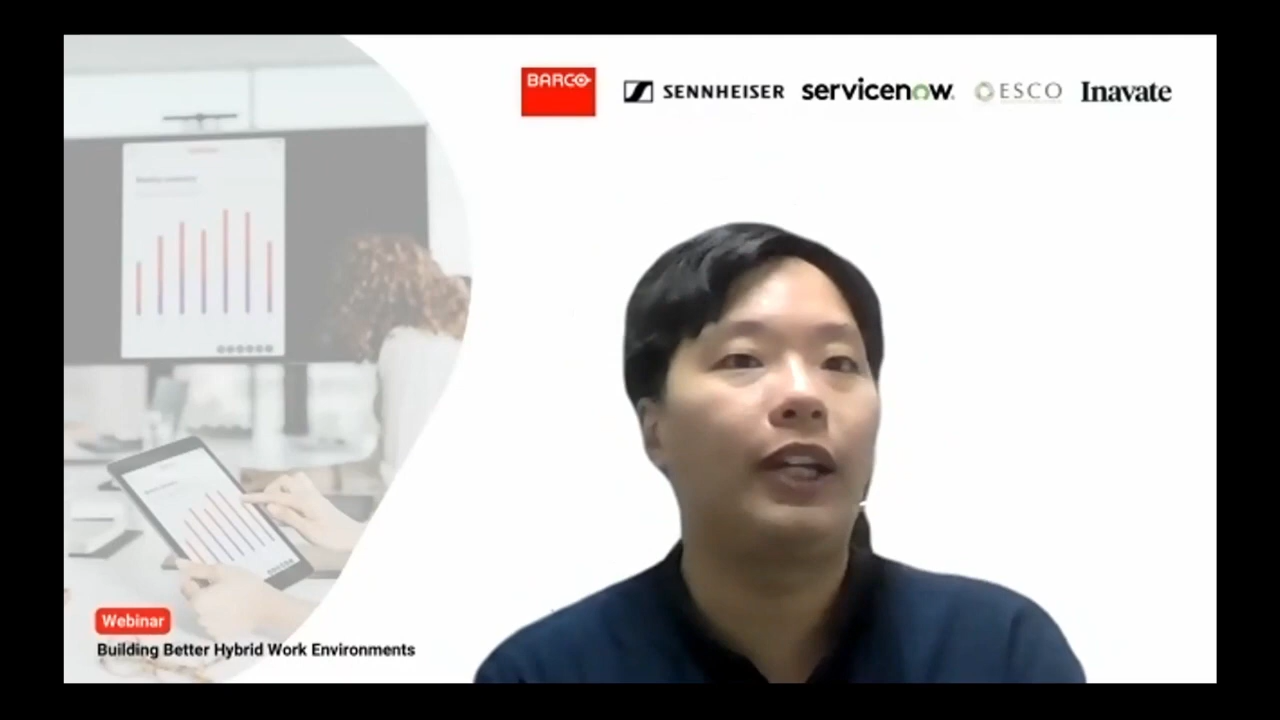 BARCO
SENNHEISER
servicenow.
ESCO
Inavate
Webinar
Building Better Hybrid Work Environments